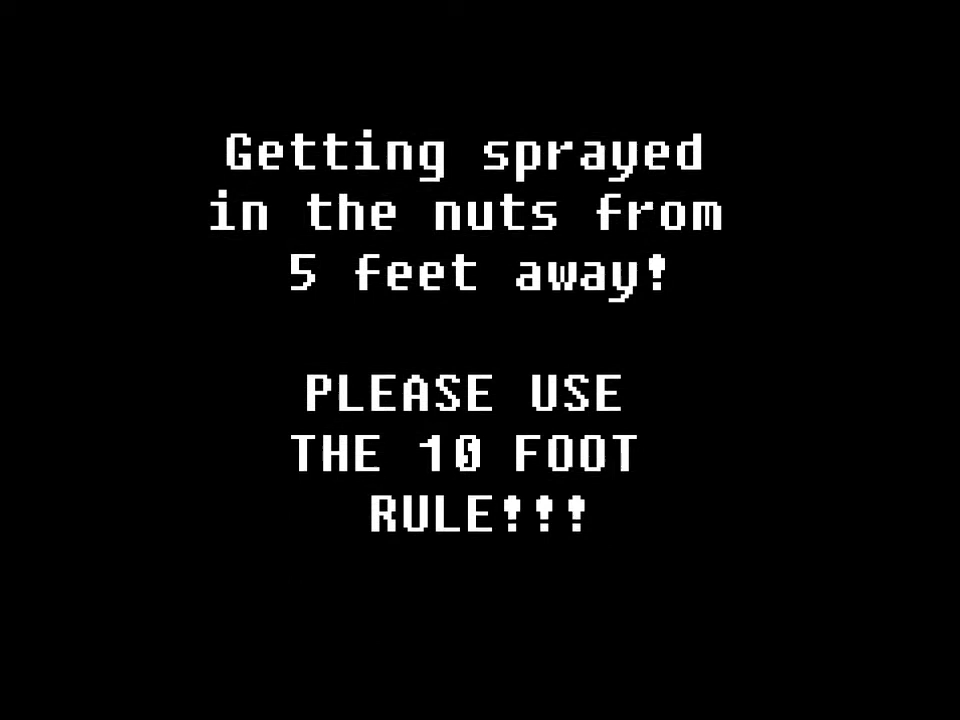 Getting sprayed
in the nuts from
5 feet away!
PLEASE USE
THE 10 FOOT
RULE!!!